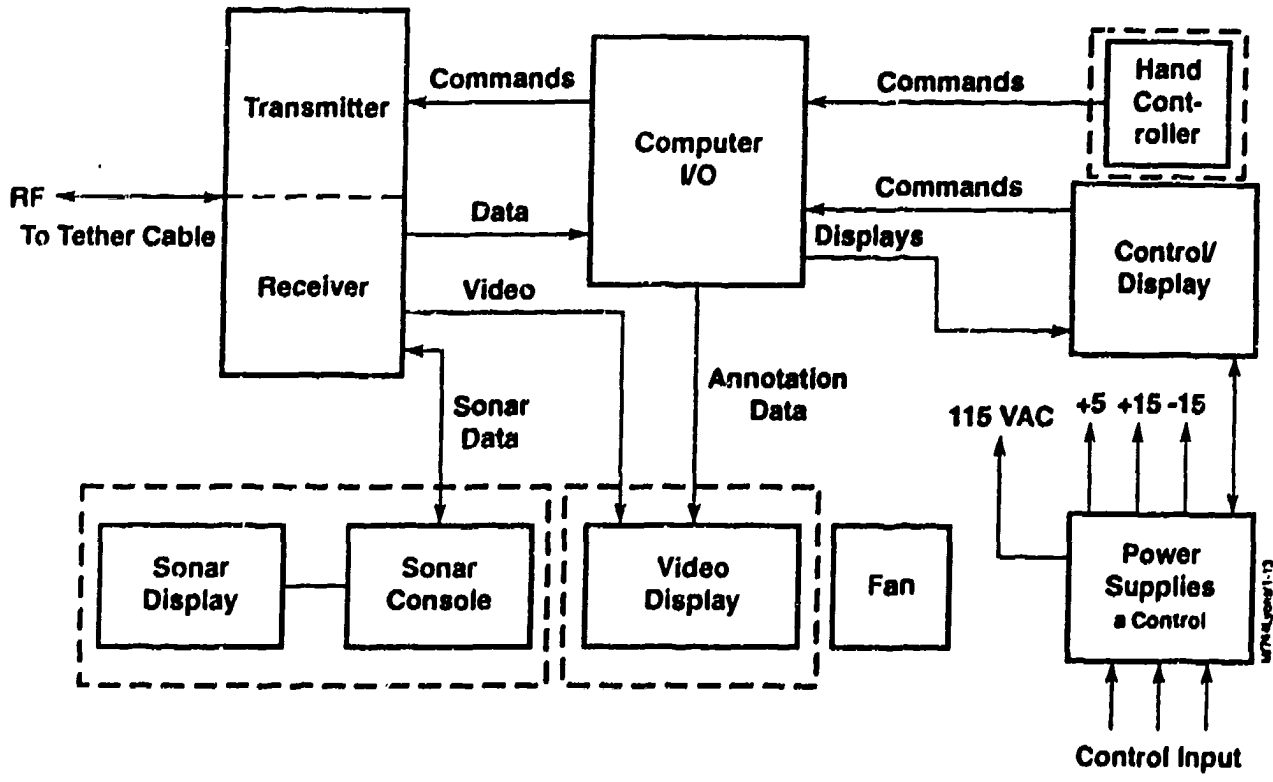 Hand
Cont-
roller
Commands
Commands
Transmitter
Computer
I/O
RF
To Tether Cable
Commands
Data
Displays
Control/
Display
Receiver
Video
Annotation
Data
Sonar
Data
115 VAC
+5 +15 -15
Sonar
Display
Sonar
Console
Video
Display
Fan
Power
Supplies
a Control
Control Input